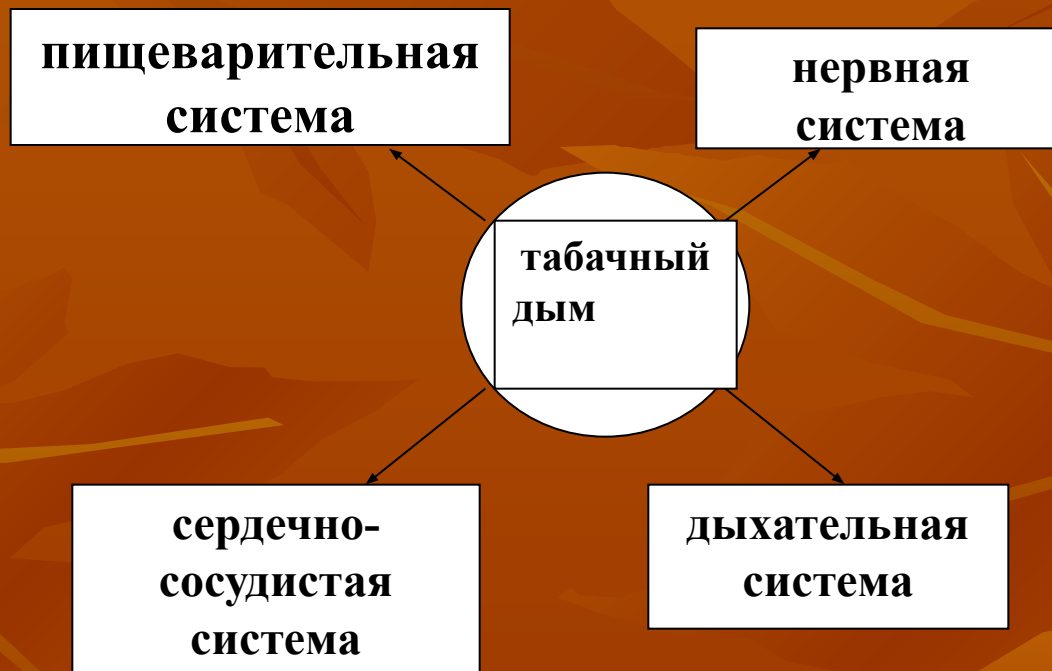 пищеварительная
система
нервная
система
табачный
дым
сердечно-
сосудистая
система
дыхательная
система